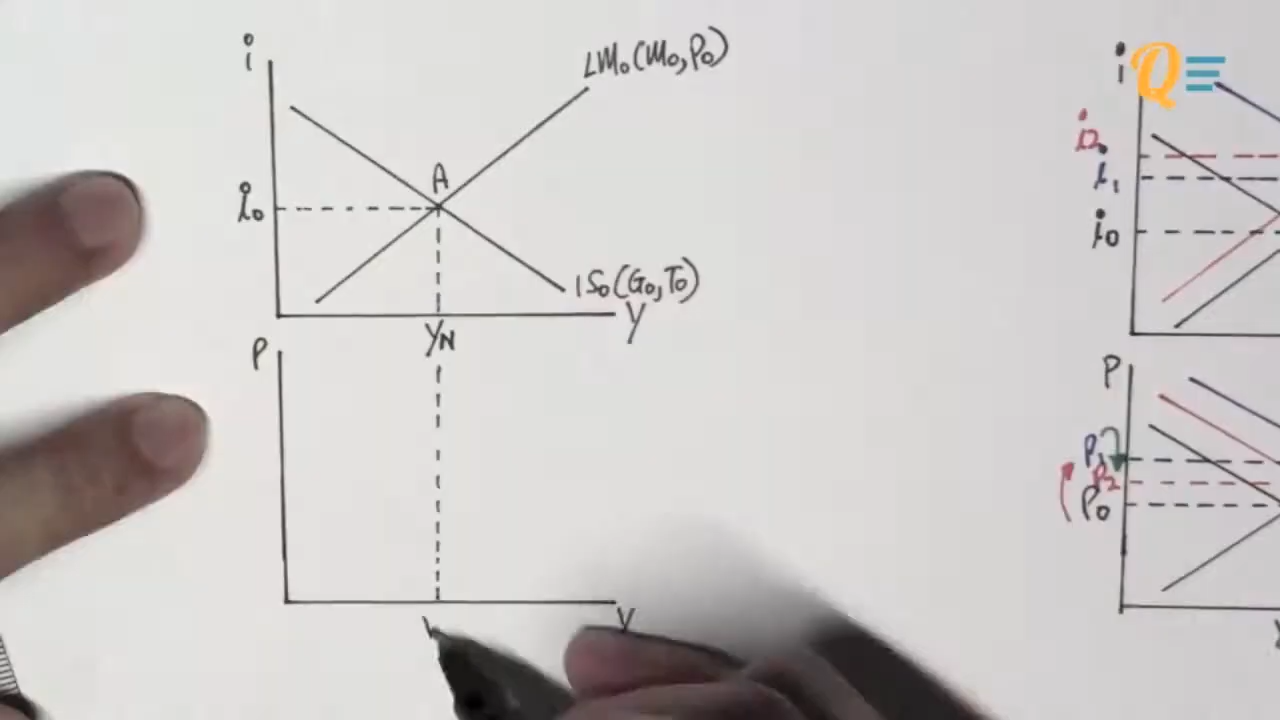 i
LM₀(M₀,P₀)
A
i₀
IS₀(G₀,T₀)
Y
Y_N
P
Y
i
i₂
i₁
i₀
P
P₁
P₂
P₀